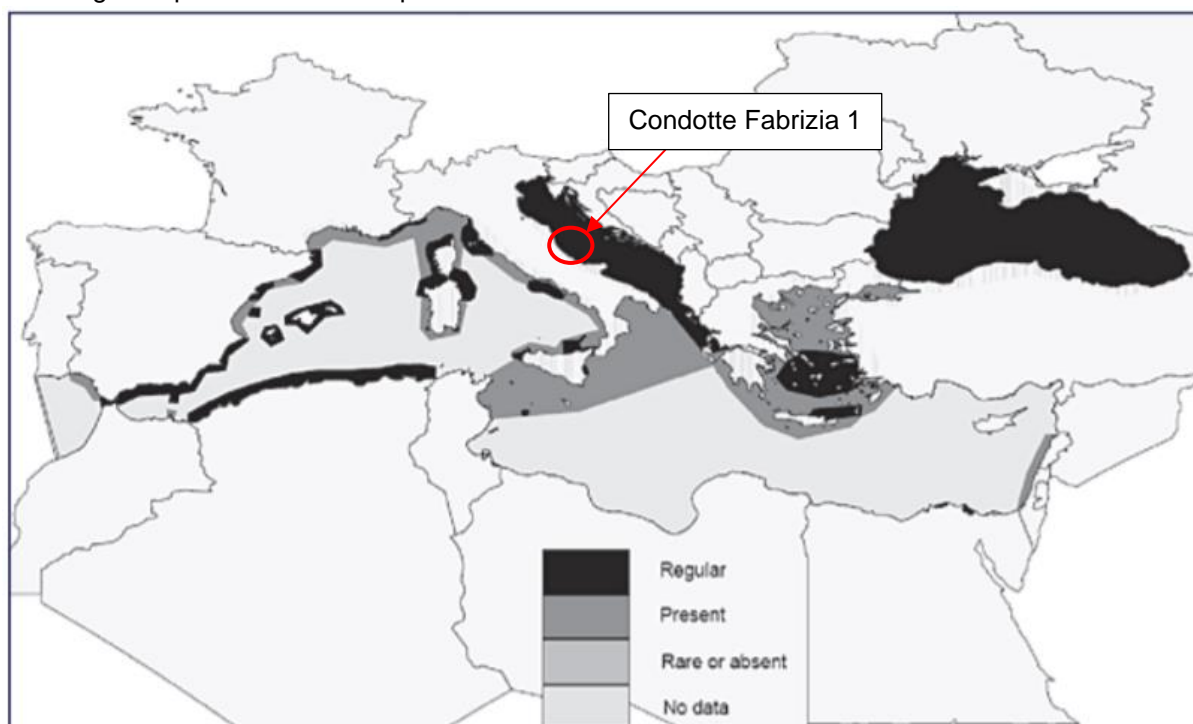 Condotte Fabrizia 1
Regular
Present
Rare or absent
No data